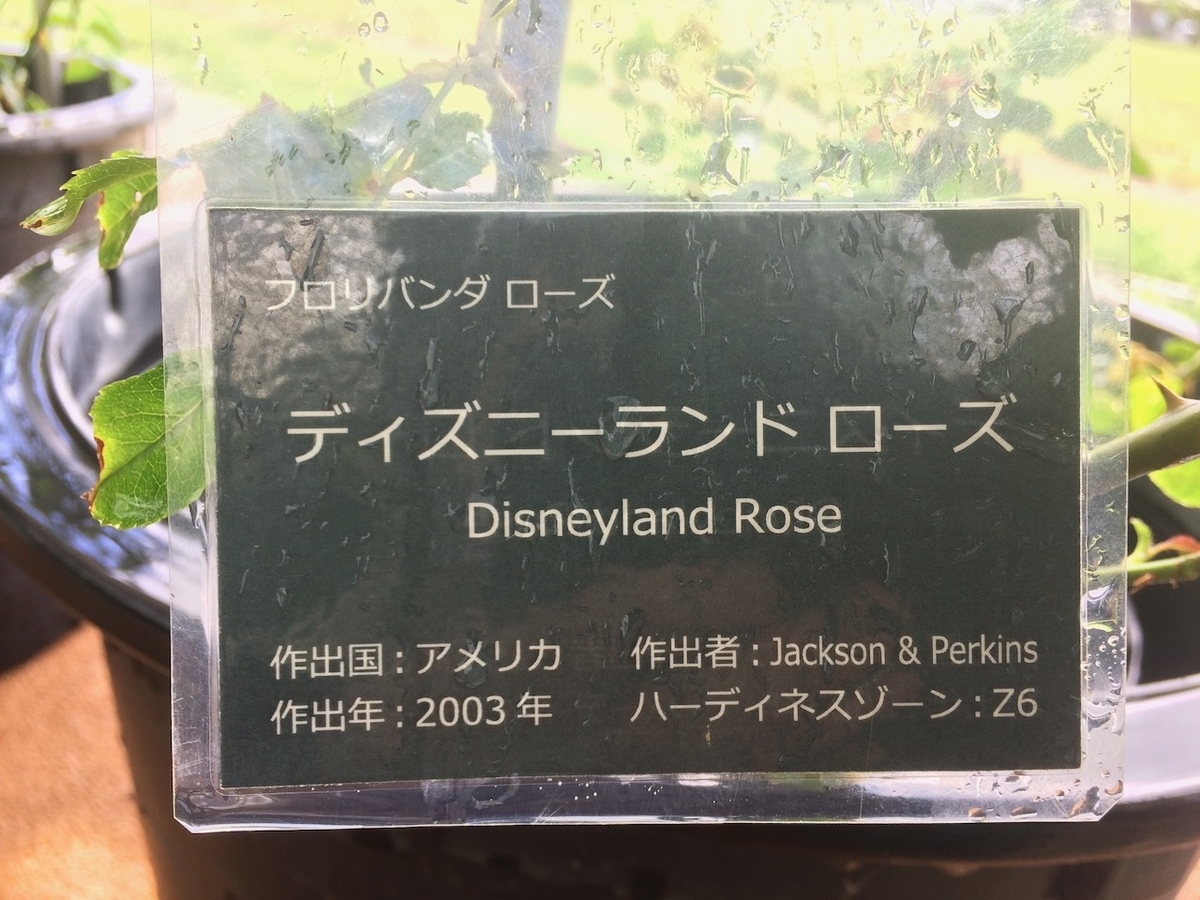 フロリバンダ ローズ
ディズニーランド ローズ
Disneyland Rose
作出国 : アメリカ 作出者 : Jackson & Perkins
作出年 : 2003 年 ハーディネスゾーン : Z6